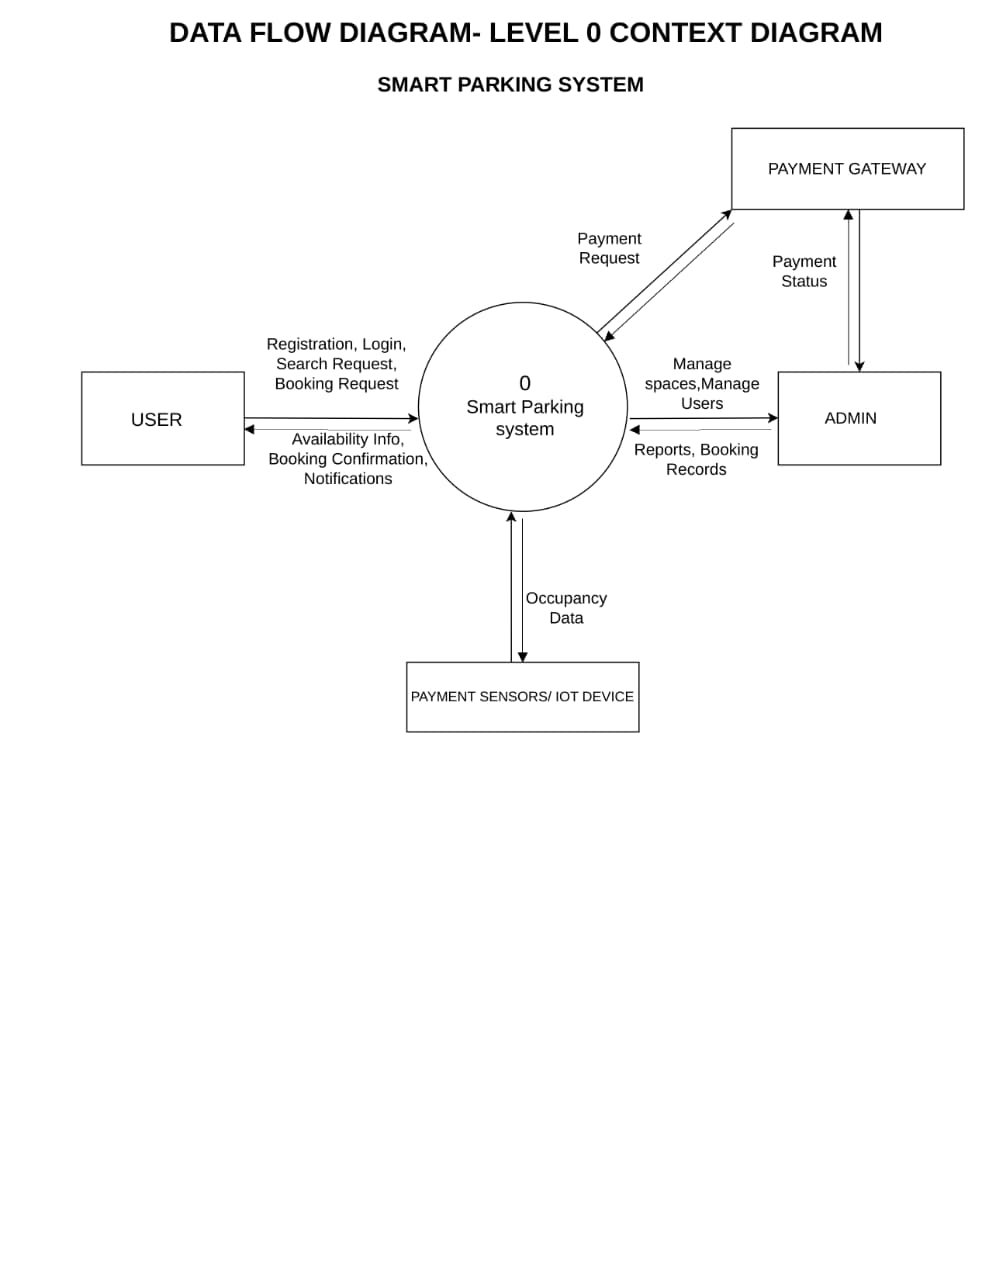 DATA FLOW DIAGRAM- LEVEL 0 CONTEXT DIAGRAM
SMART PARKING SYSTEM
PAYMENT GATEWAY
Payment
Request
Payment
Status
Registration, Login,
Search Request,
Booking Request
USER
Availability Info,
Booking Confirmation,
Notifications
0
Smart Parking
system
Manage
spaces,Manage
Users
ADMIN
Reports, Booking
Records
Occupancy
Data
PAYMENT SENSORS/ IOT DEVICE